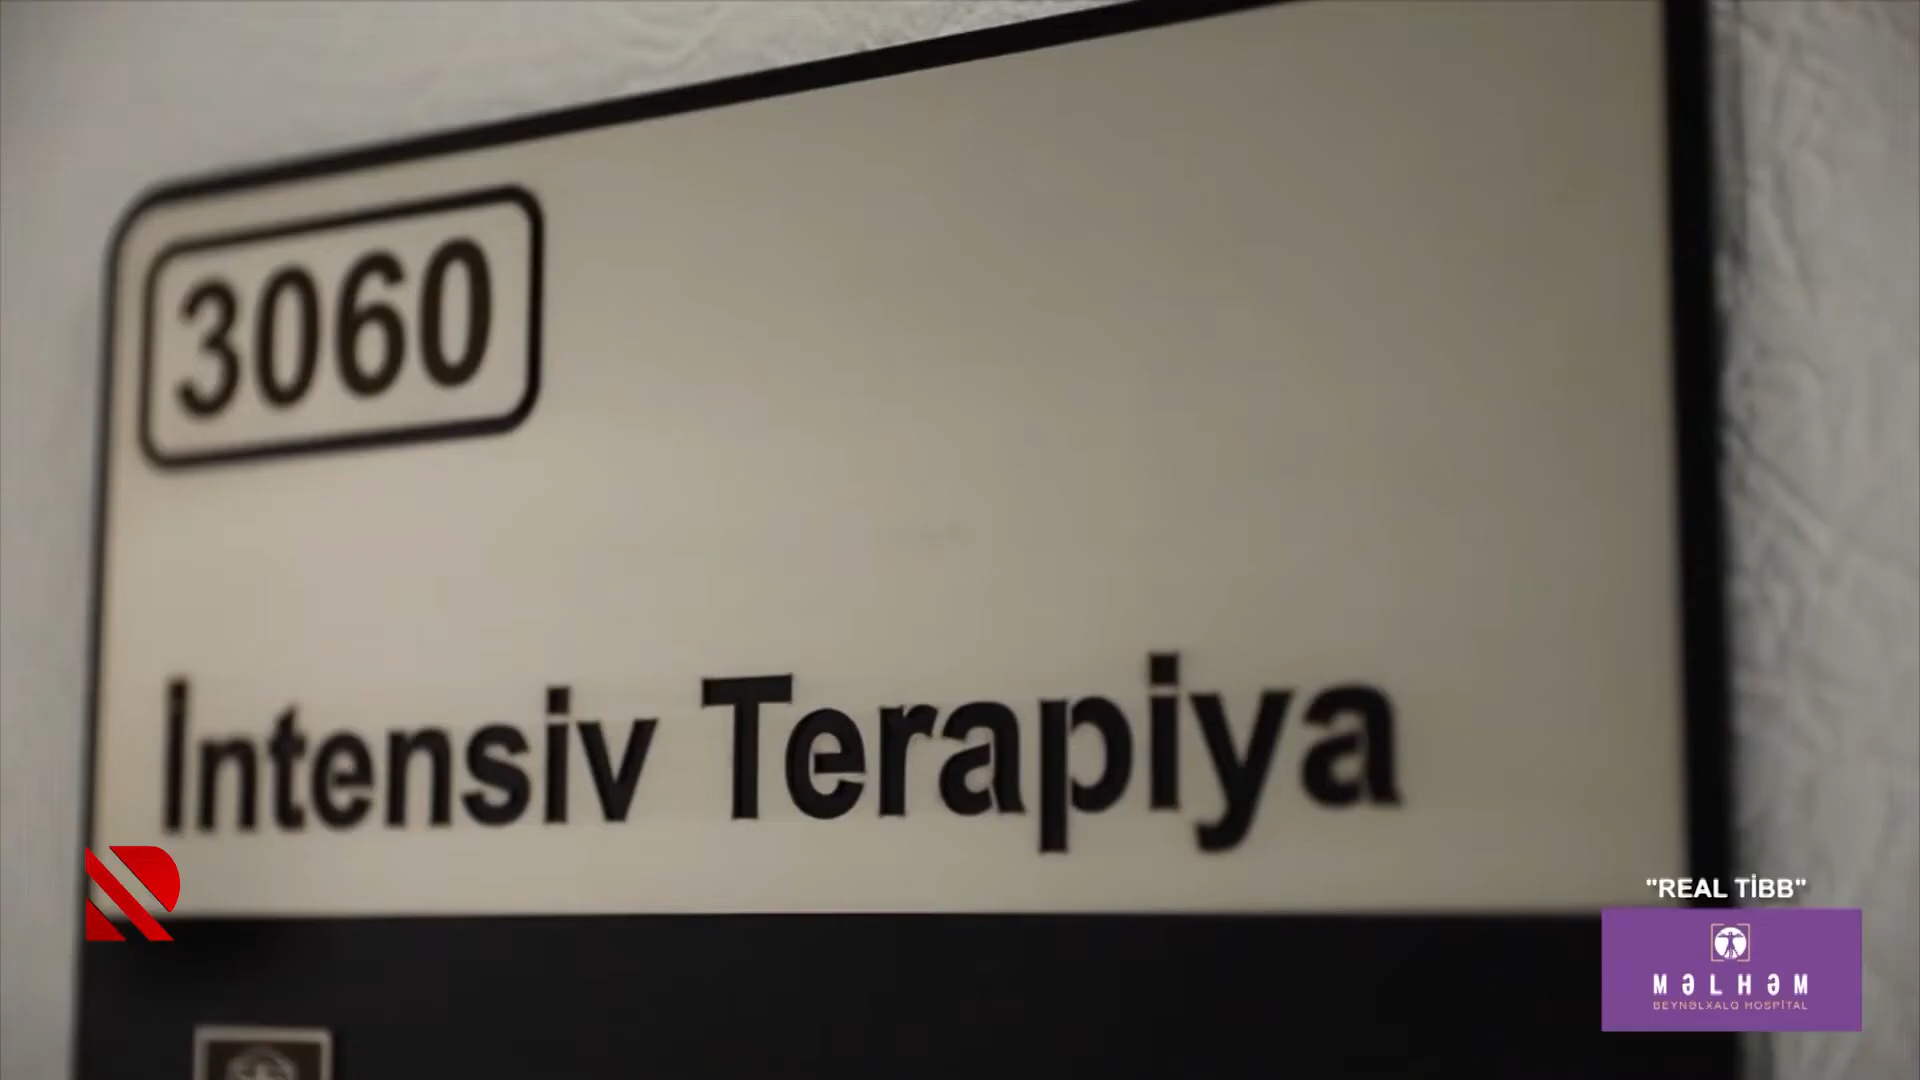 3060
İntensiv Terapiya
"REAL TİBB"
MƏLHƏM
BEYNƏLXALQ HOSPİTAL